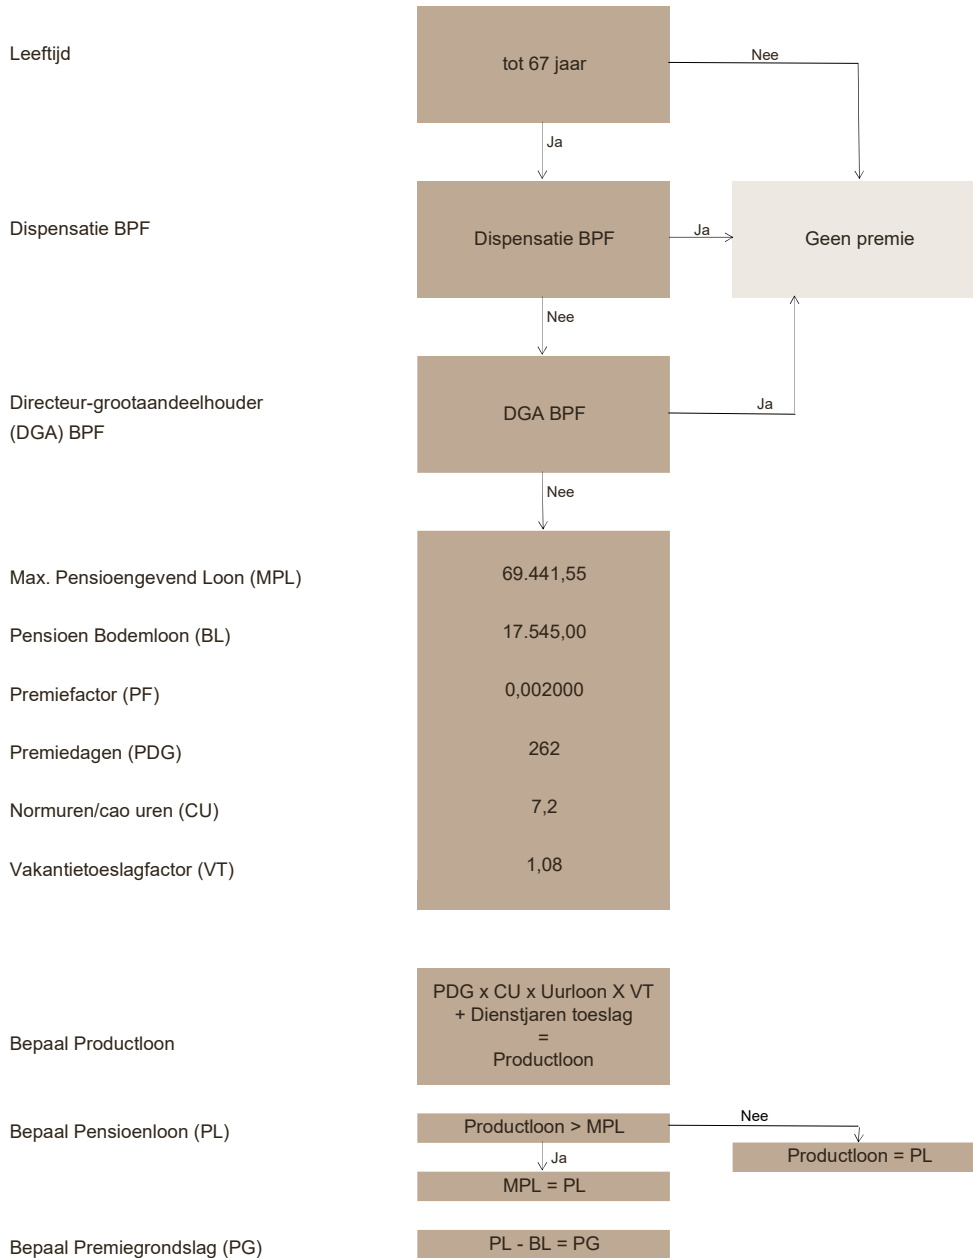 Leeftijd
tot 67 jaar
Nee
Ja
Dispensatie BPF
Dispensatie BPF
Ja
Geen premie
Nee
Directeur-grootaandeelhouder
(DGA) BPF
DGA BPF
Ja
Nee
Max. Pensioengevend Loon (MPL)
69.441,55
Pensioen Bodemloon (BL)
17.545,00
Premiefactor (PF)
0,002000
Premiedagen (PDG)
262
Normuren/cao uren (CU)
7,2
Vakantietoeslagfactor (VT)
1,08
Bepaal Productloon
PDG x CU x Uurloon X VT
+ Dienstjaren toeslag
=
Productloon
Bepaal Pensioenloon (PL)
Productloon > MPL
Nee
Ja
Productloon = PL
MPL = PL
Bepaal Premiegrondslag (PG)
PL - BL = PG